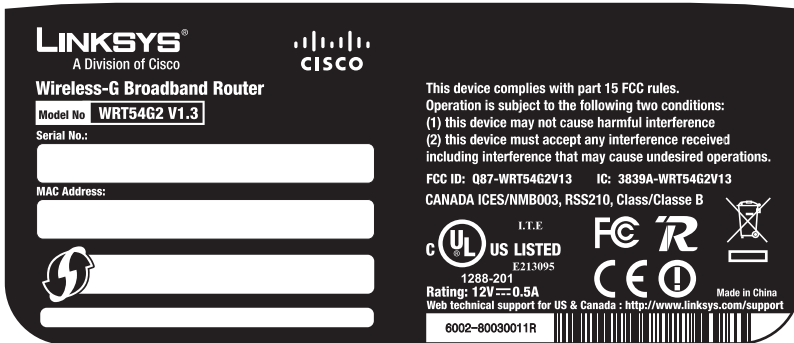 LINKSYS®
A Division of Cisco
CISCO
Wireless-G Broadband Router
Model No WRT54G2 V1.3
Serial No.:
MAC Address:
This device complies with part 15 FCC rules.
Operation is subject to the following two conditions:
(1) this device may not cause harmful interference
(2) this device must accept any interference received
including interference that may cause undesired operations.
FCC ID: Q87-WRT54G2V13 IC: 3839A-WRT54G2V13
CANADA ICES/NMB003, RSS210, Class/Classe B
I.T.E
C UL® US LISTED
E213095
1288-201
FC R
CE
Rating: 12V⎓0.5A
Made in China
Web technical support for US & Canada : http://www.linksys.com/support
6002-80030011R